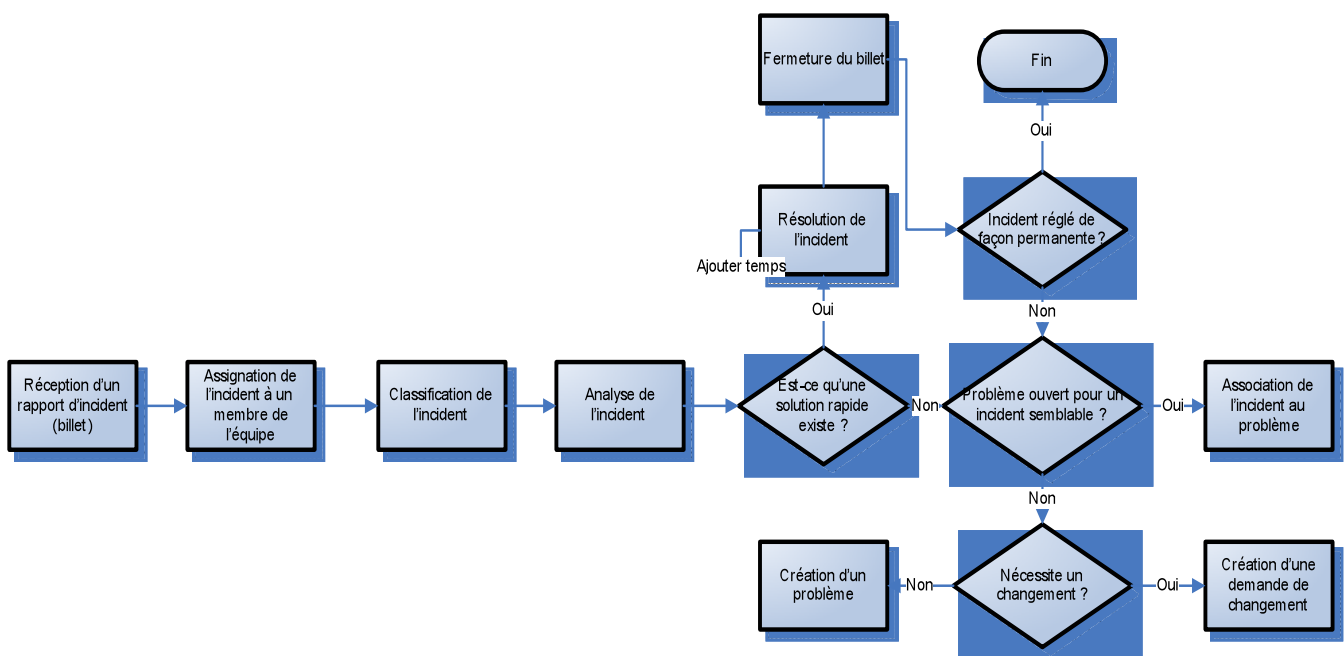 Fermeture du billet
Fin
Oui
Résolution de
l'incident
Incident réglé de
façon permanente ?
Ajouter temps
Oui
Non
Réception d'un
rapport d'incident
(billet)
Assignation de
l'incident à un
membre de
l'équipe
Classification de
l'incident
Analyse de
l'incident
Est-ce qu'une
solution rapide
existe ?
Non
Problème ouvert pour un
incident semblable ?
Oui
Association de
l'incident au
problème
Non
Création d'un
problème
Non
Nécessite un
changement ?
Oui
Création d'une
demande de
changement